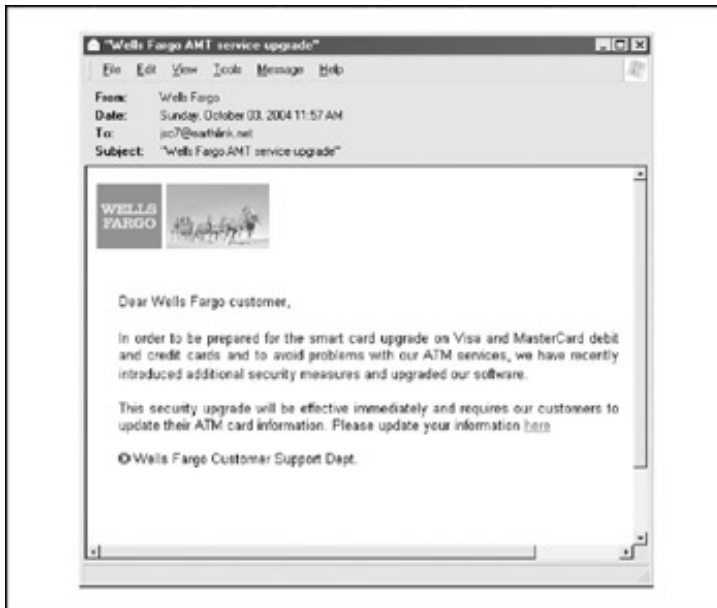 "Wells Fargo AMT service upgrade"
File Edit View Tools Message Help
From: Wells Fargo
Date: Sunday, October 03, 2004 11:57 AM
To: jsc7@earthlink.net
Subject: "Wells Fargo AMT service upgrade"
WELLS
FARGO
Dear Wells Fargo customer,
In order to be prepared for the smart card upgrade on Visa and MasterCard debit
and credit cards and to avoid problems with our ATM services, we have recently
introduced additional security measures and upgraded our software.
This security upgrade will be effective immediately and requires our customers to
update their ATM card information. Please update your information here
© Wells Fargo Customer Support Dept.